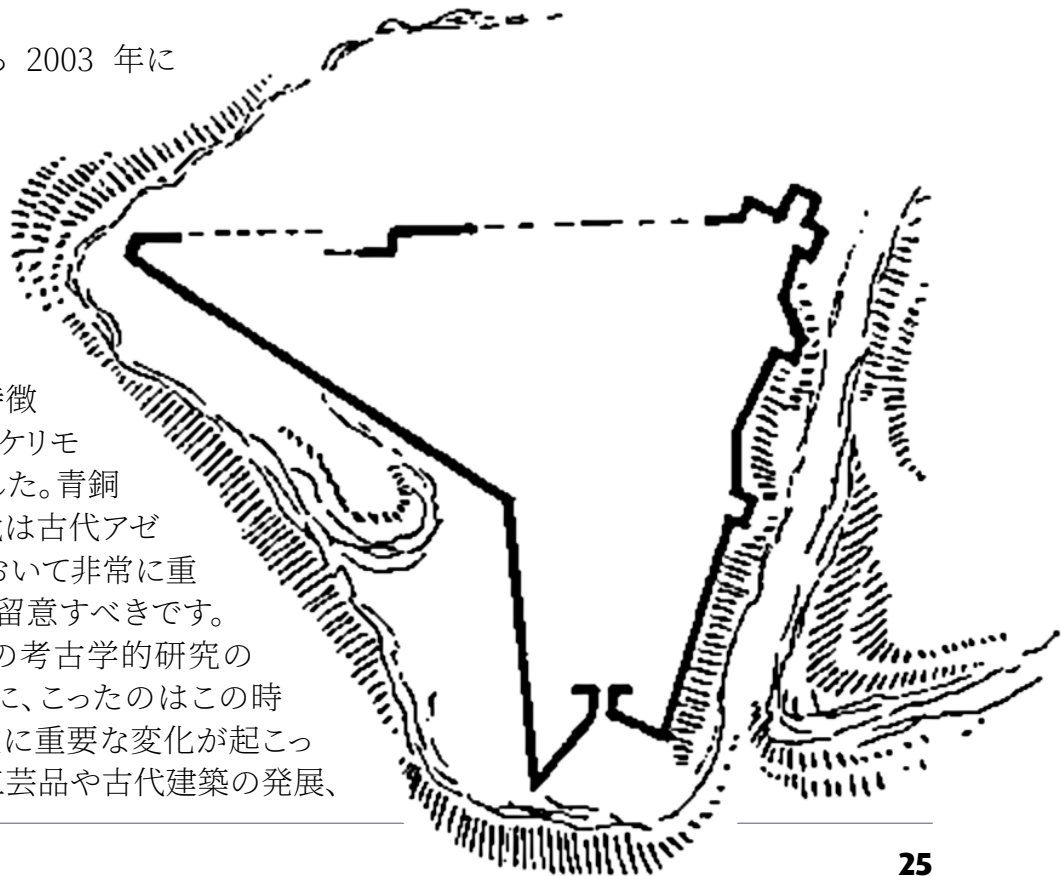 2003 年に
徴
ケリモ
した。青銅
は古代アゼ
おいて非常に重
留意すべきです。
の考古学的研究の
に、こったのはこの時
に重要な変化が起こっ
芸品や古代建築の発展、
25